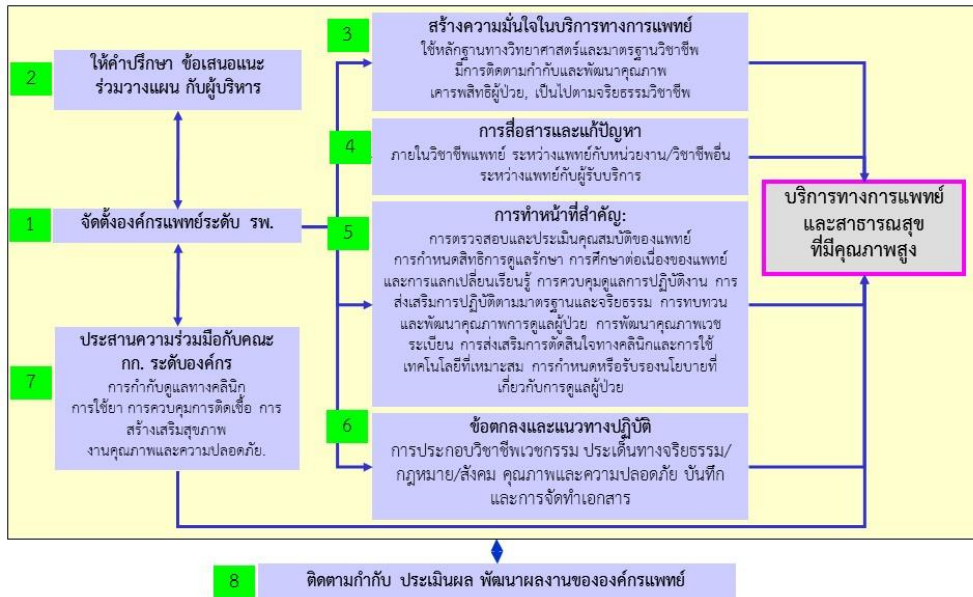 2
ให้คำปรึกษา ข้อเสนอแนะ
ร่วมวางแผน กับผู้บริหาร
1
จัดตั้งองค์กรแพทย์ระดับ รพ.
7
ประสานความร่วมมือกับคณะ
กก. ระดับองค์กร
การกำกับดูแลทางคลินิก
การใช้ยา การควบคุมการติดเชื้อ การ
สร้างเสริมสุขภาพ
งานคุณภาพและความปลอดภัย.
3
สร้างความมั่นใจในบริการทางการแพทย์
ใช้หลักฐานทางวิทยาศาสตร์และมาตรฐานวิชาชีพ
มีการติดตามกำกับและพัฒนาคุณภาพ
เคารพสิทธิผู้ป่วย, เป็นไปตามจริยธรรมวิชาชีพ
4
การสื่อสารและแก้ปัญหา
ภายในวิชาชีพแพทย์ ระหว่างแพทย์กับหน่วยงาน/วิชาชีพอื่น
ระหว่างแพทย์กับผู้รับบริการ
5
การทำหน้าที่สำคัญ:
การตรวจสอบและประเมินคุณสมบัติของแพทย์
การกำหนดสิทธิการดูแลรักษา การศึกษาต่อเนื่องของแพทย์
และการแลกเปลี่ยนเรียนรู้ การควบคุมดูแลการปฏิบัติงาน การ
ส่งเสริมการปฏิบัติตามมาตรฐานและจริยธรรม การทบทวน
และพัฒนาคุณภาพการดูแลผู้ป่วย การพัฒนาคุณภาพเวช
ระเบียน การส่งเสริมการตัดสินใจทางคลินิกและการใช้
เทคโนโลยีที่เหมาะสม การกำหนดหรือรับรองนโยบายที่
เกี่ยวกับการดูแลผู้ป่วย
6
ข้อตกลงและแนวทางปฏิบัติ
การประกอบวิชาชีพเวชกรรม ประเด็นทางจริยธรรม/
กฎหมาย/สังคม คุณภาพและความปลอดภัย บันทึก
และการจัดทำเอกสาร
บริการทางการแพทย์
และสาธารณสุข
ที่มีคุณภาพสูง
8
ติดตามกำกับ ประเมินผล พัฒนาผลงานขององค์กรแพทย์